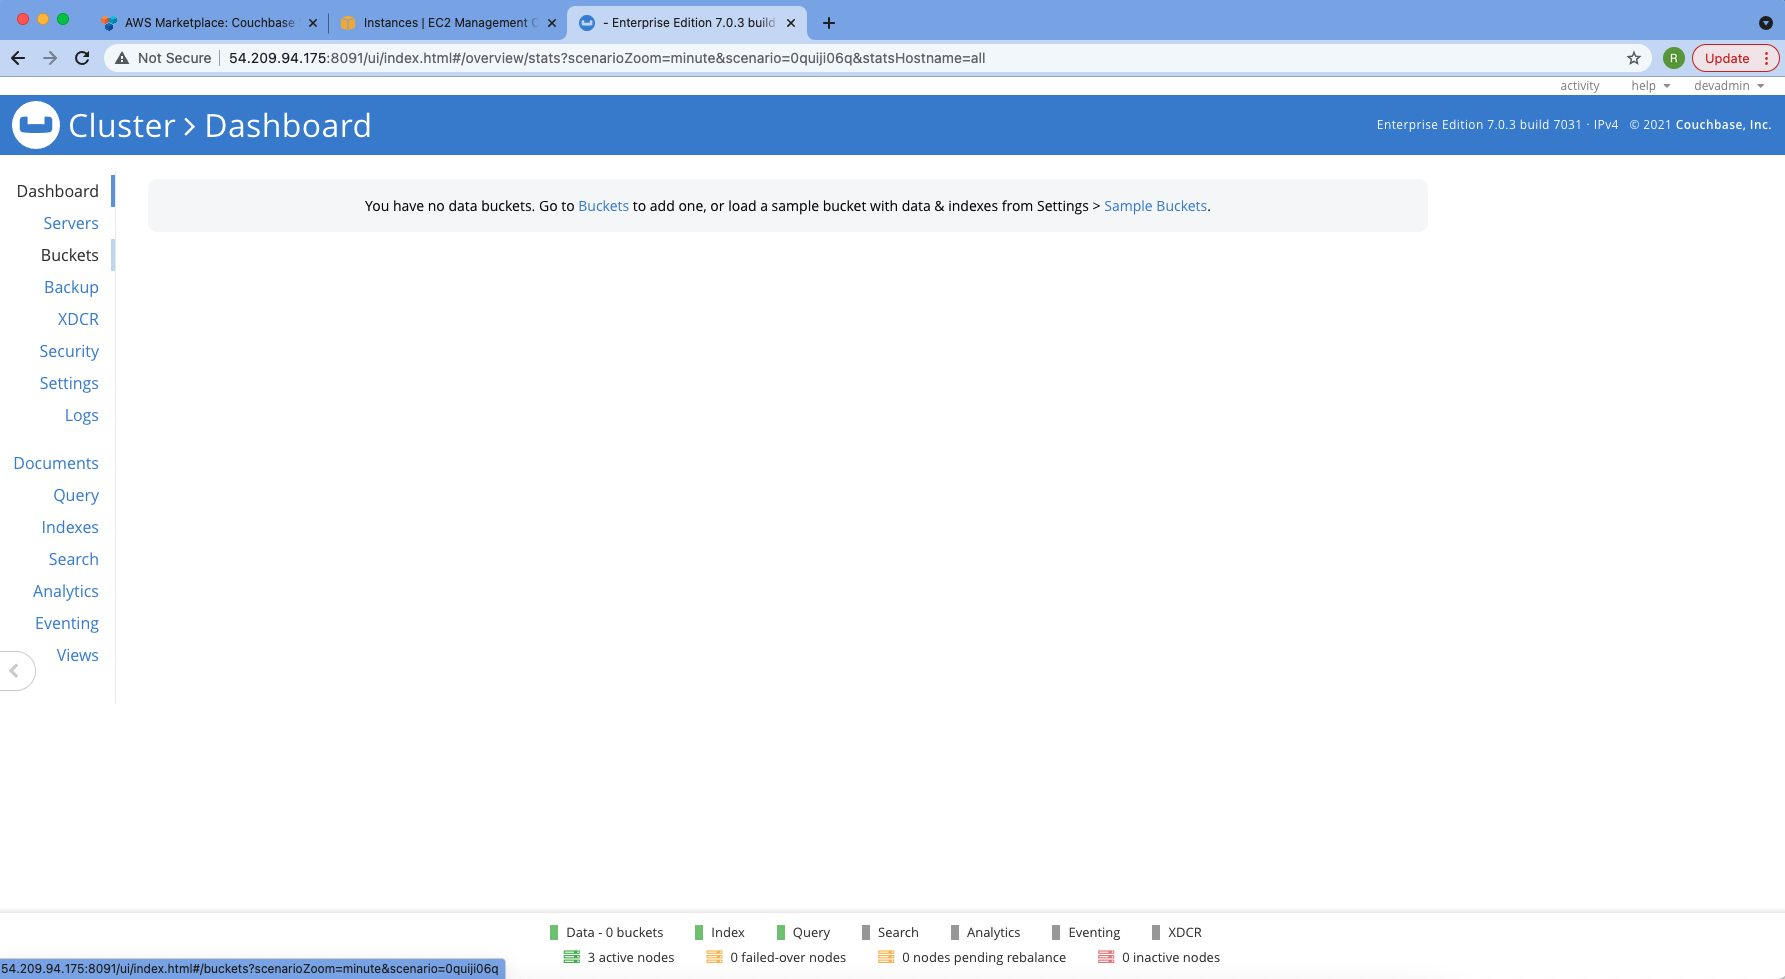 AWS Marketplace: Couchbase
Instances | EC2 Management C
- Enterprise Edition 7.0.3 build
Not Secure
54.209.94.175:8091/ui/index.html#/overview/stats?scenarioZoom=minute&scenario=0quiji06q&statsHostname=all
R
Update
activity
help
devadmin
Cluster > Dashboard
Enterprise Edition 7.0.3 build 7031 · IPv4 © 2021 Couchbase, Inc.
Dashboard
Servers
Buckets
Backup
XDCR
Security
Settings
Logs
Documents
Query
Indexes
Search
Analytics
Eventing
Views
You have no data buckets. Go to Buckets to add one, or load a sample bucket with data & indexes from Settings > Sample Buckets.
Data - 0 buckets
Index
Query
Search
Analytics
Eventing
XDCR
3 active nodes
0 failed-over nodes
0 nodes pending rebalance
0 inactive nodes
54.209.94.175:8091/ui/index.html#/buckets?scenarioZoom=minute&scenario=0quiji06q